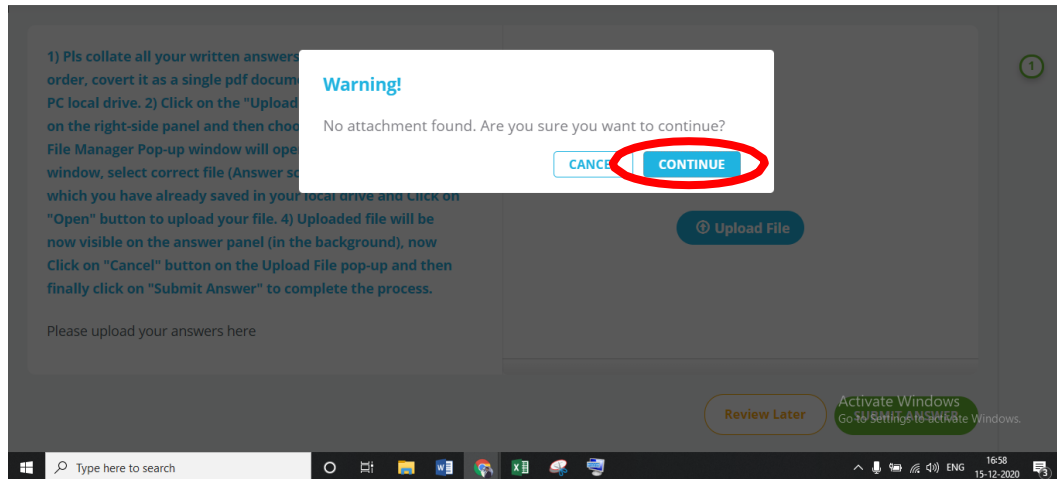 1) Pls collate all your written answers
order, covert it as a single pdf docum
PC local drive. 2) Click on the "Upload
on the right-side panel and then choo
File Manager Pop-up window will ope
window, select correct file (Answer sc
which you have already saved in your local drive and Click on
"Open" button to upload your file. 4) Uploaded file will be
now visible on the answer panel (in the background), now
Click on "Cancel" button on the Upload File pop-up and then
finally click on "Submit Answer" to complete the process.
Please upload your answers here
Warning!
No attachment found. Are you sure you want to continue?
CANCE
CONTINUE
1
Upload File
Review Later
SUBMIT ANSWER
Activate Windows
Go to Settings to activate Windows.
Type here to search
ENG
16:58
15-12-2020
3